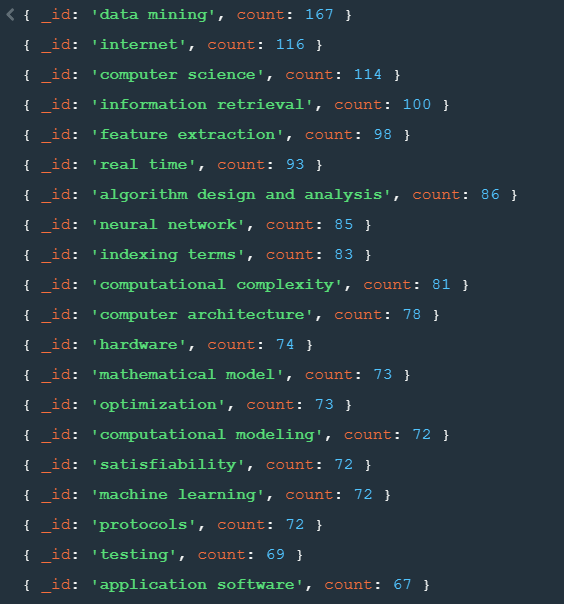 { _id: 'data mining', count: 167 }
{ _id: 'internet', count: 116 }
{ _id: 'computer science', count: 114 }
{ _id: 'information retrieval', count: 100 }
{ _id: 'feature extraction', count: 98 }
{ _id: 'real time', count: 93 }
{ _id: 'algorithm design and analysis', count: 86 }
{ _id: 'neural network', count: 85 }
{ _id: 'indexing terms', count: 83 }
{ _id: 'computational complexity', count: 81 }
{ _id: 'computer architecture', count: 78 }
{ _id: 'hardware', count: 74 }
{ _id: 'mathematical model', count: 73 }
{ _id: 'optimization', count: 73 }
{ _id: 'computational modeling', count: 72 }
{ _id: 'satisfiability', count: 72 }
{ _id: 'machine learning', count: 72 }
{ _id: 'protocols', count: 72 }
{ _id: 'testing', count: 69 }
{ _id: 'application software', count: 67 }